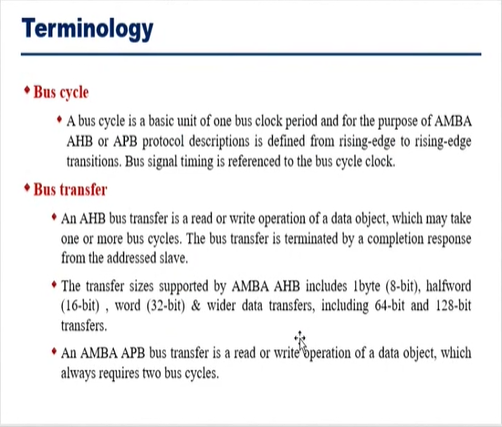 Terminology
Bus cycle
A bus cycle is a basic unit of one bus clock period and for the purpose of AMBA
AHB or APB protocol descriptions is defined from rising-edge to rising-edge
transitions. Bus signal timing is referenced to the bus cycle clock.
Bus transfer
An AHB bus transfer is a read or write operation of a data object, which may take
one or more bus cycles. The bus transfer is terminated by a completion response
from the addressed slave.
The transfer sizes supported by AMBA AHB includes 1byte (8-bit), halfword
(16-bit) , word (32-bit) & wider data transfers, including 64-bit and 128-bit
transfers.
An AMBA APB bus transfer is a read or write operation of a data object, which
always requires two bus cycles.